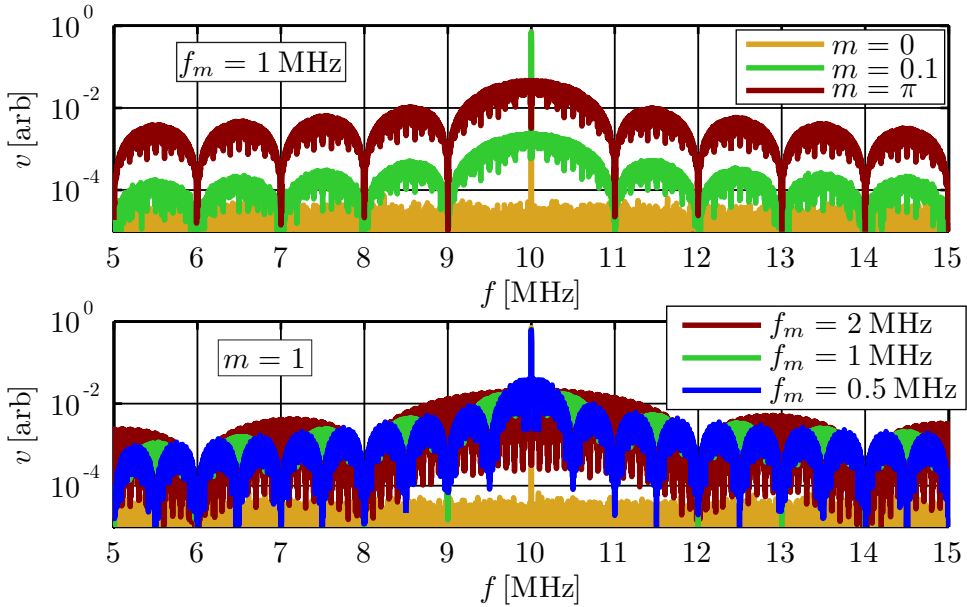 10^0
10^-2
10^-4
v [arb]
f_m = 1 MHz
m = 0
m = 0.1
m = π
5 6 7 8 9 10 11 12 13 14 15
f [MHz]
10^0
10^-2
10^-4
v [arb]
m = 1
f_m = 2 MHz
f_m = 1 MHz
f_m = 0.5 MHz
5 6 7 8 9 10 11 12 13 14 15
f [MHz]